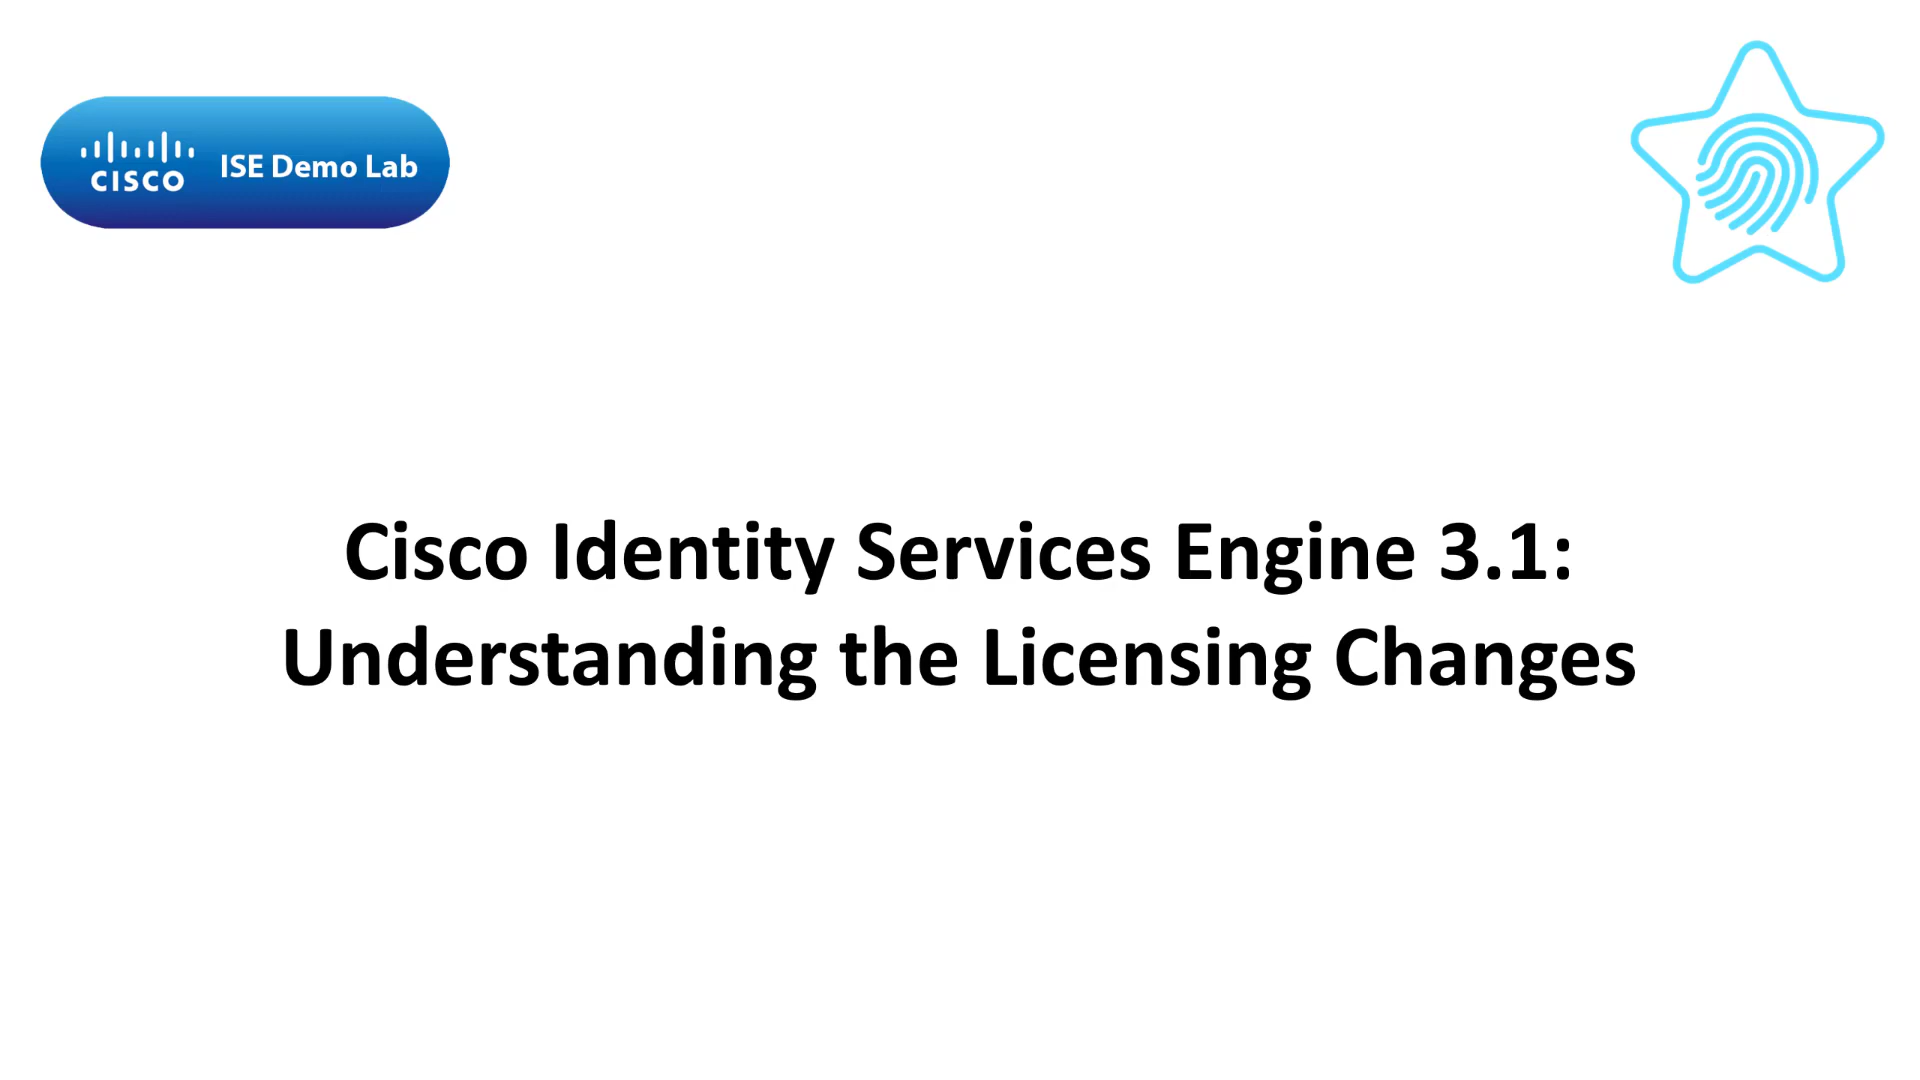 CISCO
ISE Demo Lab
Cisco Identity Services Engine 3.1:
Understanding the Licensing Changes